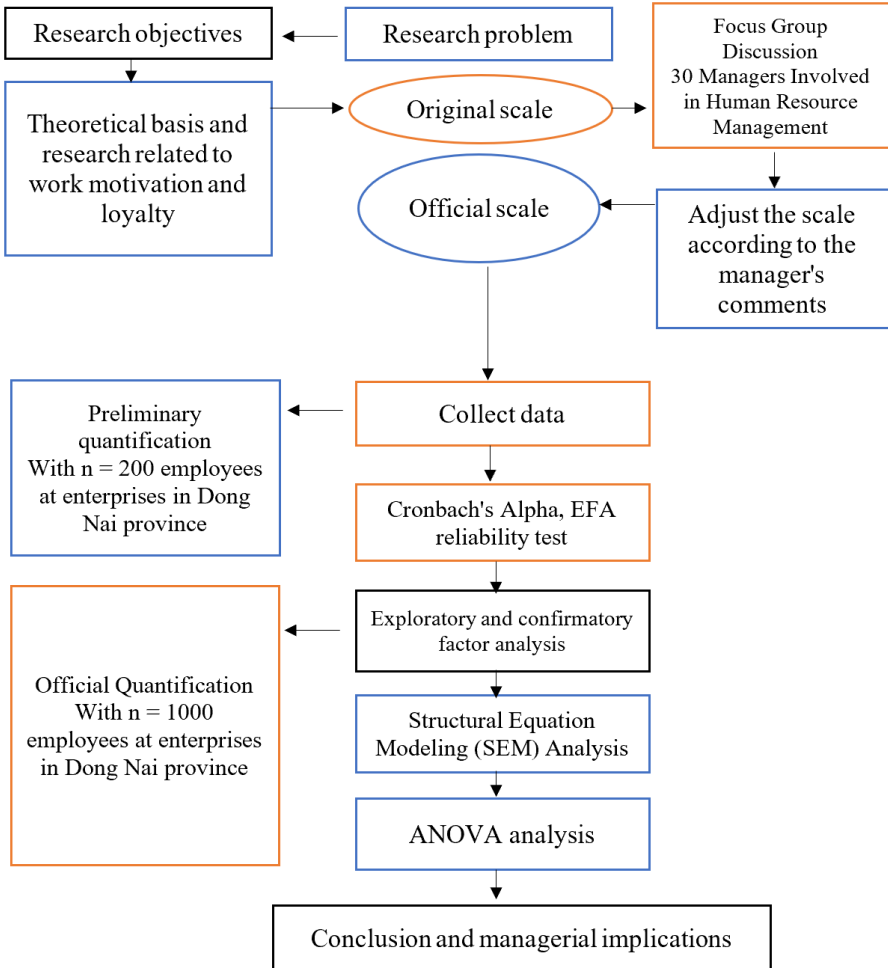 Research objectives
Research problem
Focus Group
Discussion
30 Managers Involved
in Human Resource
Management
Theoretical basis and
research related to
work motivation and
loyalty
Original scale
Official scale
Adjust the scale
according to the
manager's
comments
Preliminary
quantification
With n = 200 employees
at enterprises in Dong
Nai province
Collect data
Cronbach's Alpha, EFA
reliability test
Exploratory and confirmatory
factor analysis
Official Quantification
With n = 1000
employees at enterprises
in Dong Nai province
Structural Equation
Modeling (SEM) Analysis
ANOVA analysis
Conclusion and managerial implications